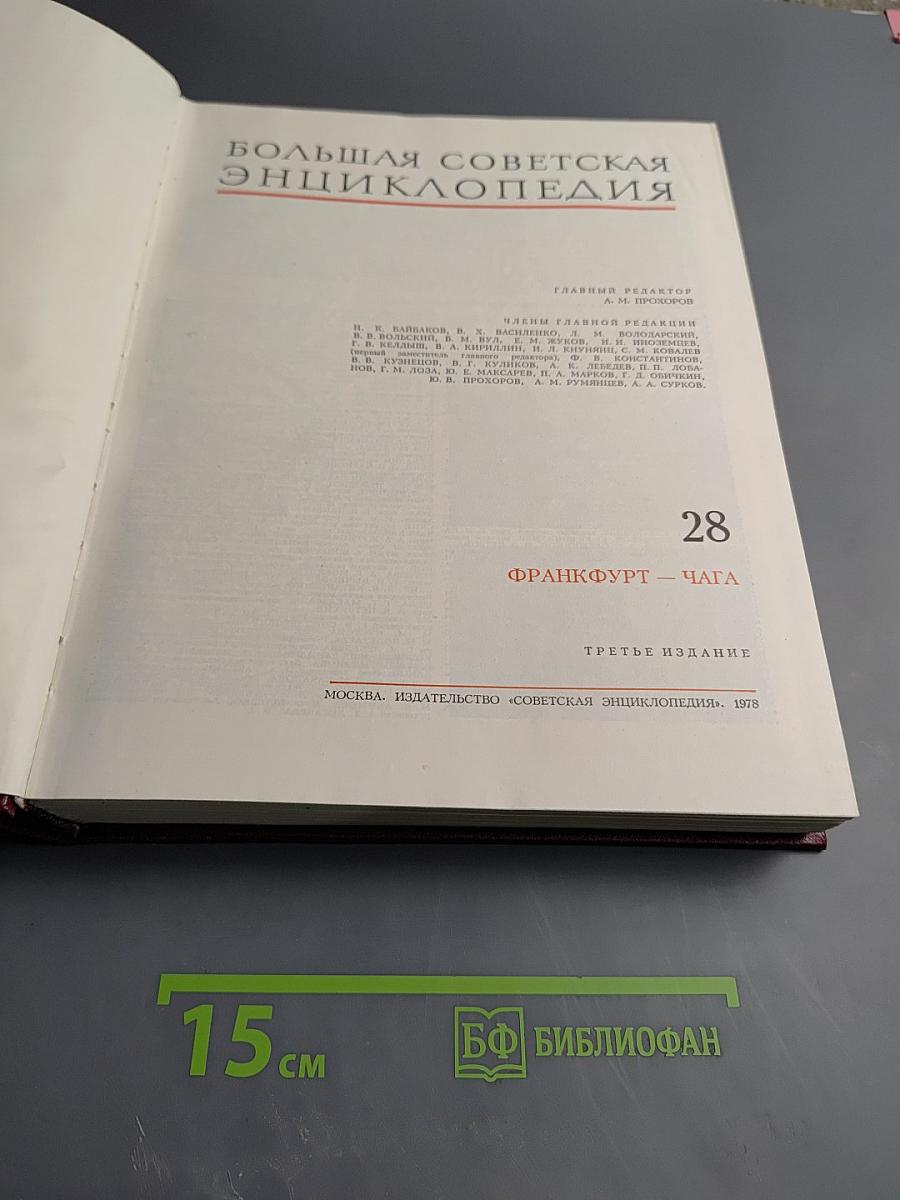 БОЛЬШАЯ СОВЕТСКАЯ
ЭНЦИКЛОПЕДИЯ
ГЛАВНЫЙ РЕДАКТОР
А. М. ПРОХОРОВ
ЧЛЕНЫ ГЛАВНОЙ РЕДАКЦИИ
Н. К. БАЙБАКОВ, В. Х. ВАСИЛЕНКО, Л. М. ВОЛОДАРСКИЙ,
В. В. ВОЛЬСКИЙ, Б. М. ВУЛ, Е. М. ЖУКОВ, Н. Н. ИНОЗЕМЦЕВ,
Г. В. КЕЛДЫШ, В. А. КИРИЛЛИН, И. Л. КНУНЯНЦ, С. М. КОВАЛЕВ
(первый заместитель главного редактора), Ф. В. КОНСТАНТИНОВ,
В. В. КУЗНЕЦОВ, В. Г. КУЛИКОВ, А. К. ЛЕБЕДЕВ, П. П. ЛОБА-
НОВ, Г. М. ЛОЗА, Ю. Е. МАКСАРЕВ, П. А. МАРКОВ, Г. Д. ОБИЧКИН,
Ю. В. ПРОХОРОВ, А. М. РУМЯНЦЕВ, А. А. СУРКОВ.
28
ФРАНКФУРТ — ЧАГА
ТРЕТЬЕ ИЗДАНИЕ
МОСКВА. ИЗДАТЕЛЬСТВО «СОВЕТСКАЯ ЭНЦИКЛОПЕДИЯ». 1978
15 см
БФ БИБЛИОФАН